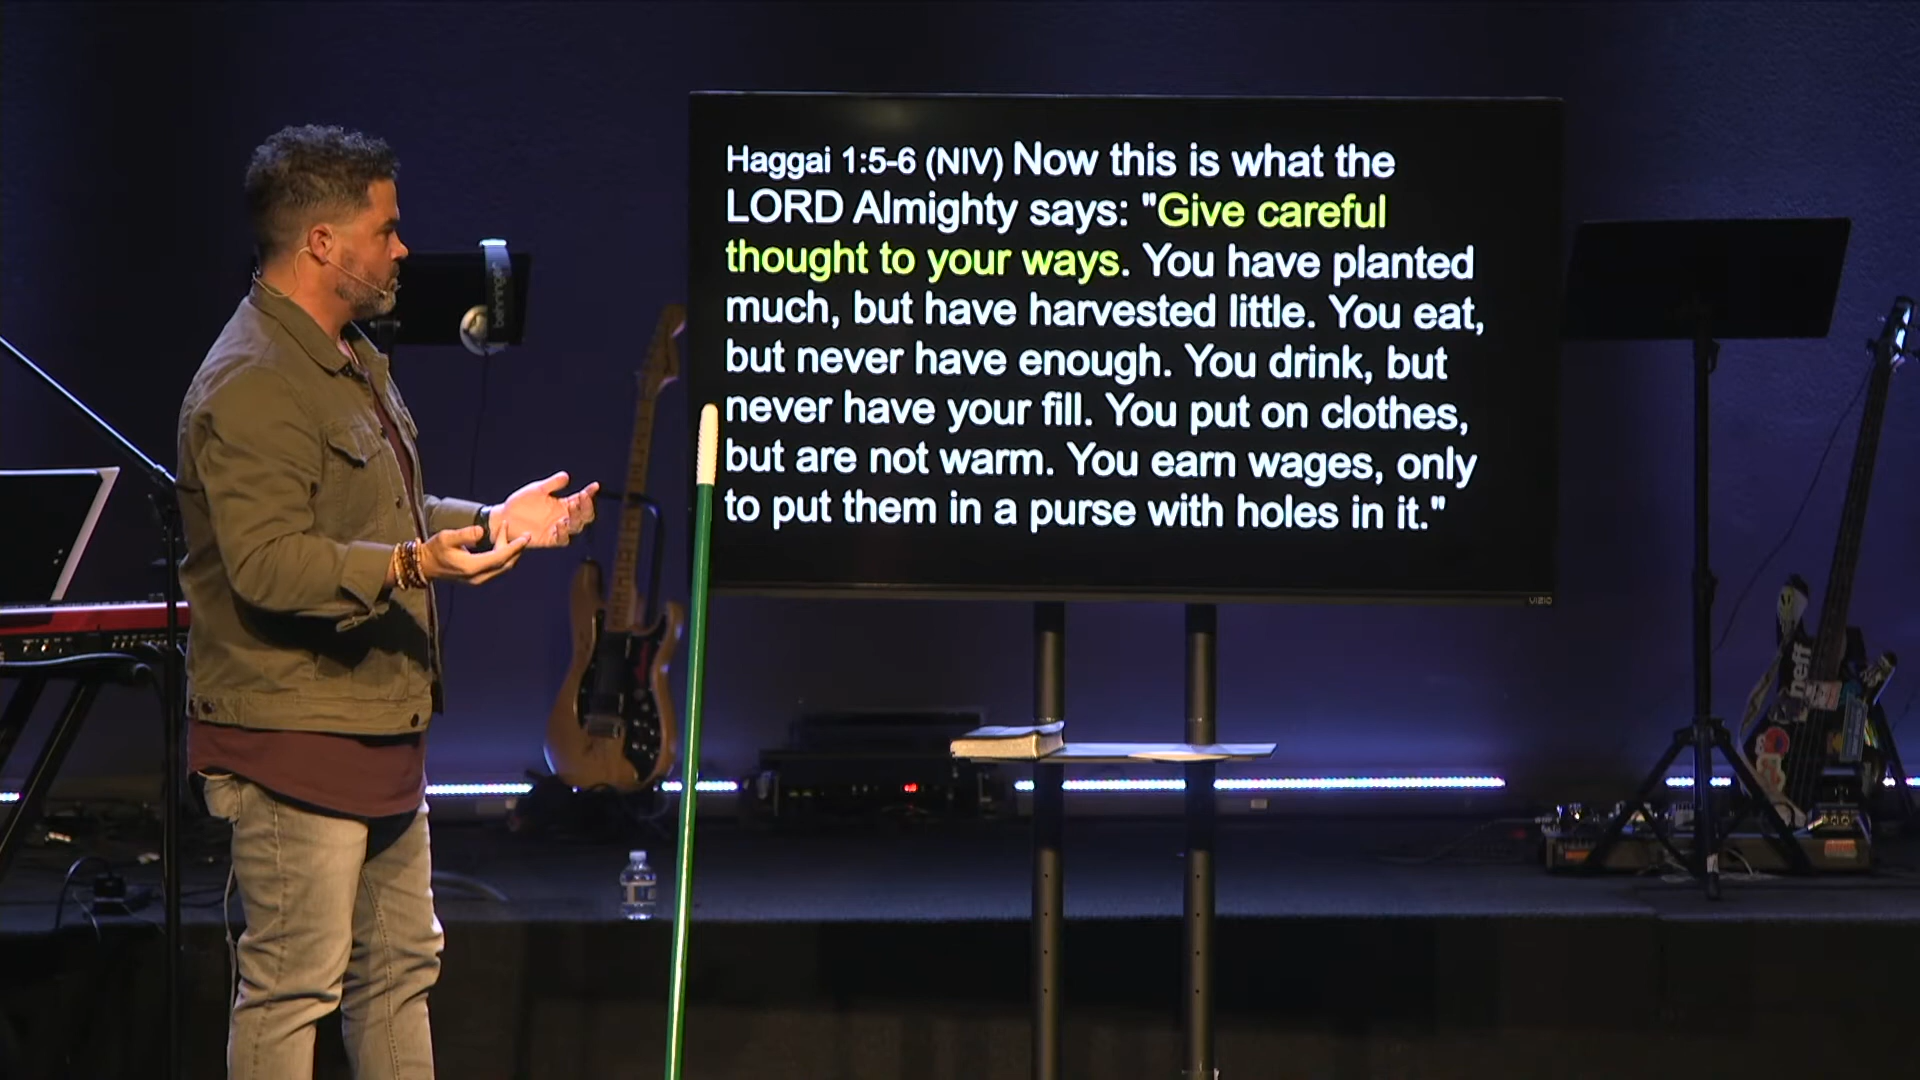 Haggai 1:5-6 (NIV) Now this is what the
LORD Almighty says: "Give careful
thought to your ways. You have planted
much, but have harvested little. You eat,
but never have enough. You drink, but
never have your fill. You put on clothes,
but are not warm. You earn wages, only
to put them in a purse with holes in it."
VIZIO
behringer
neff